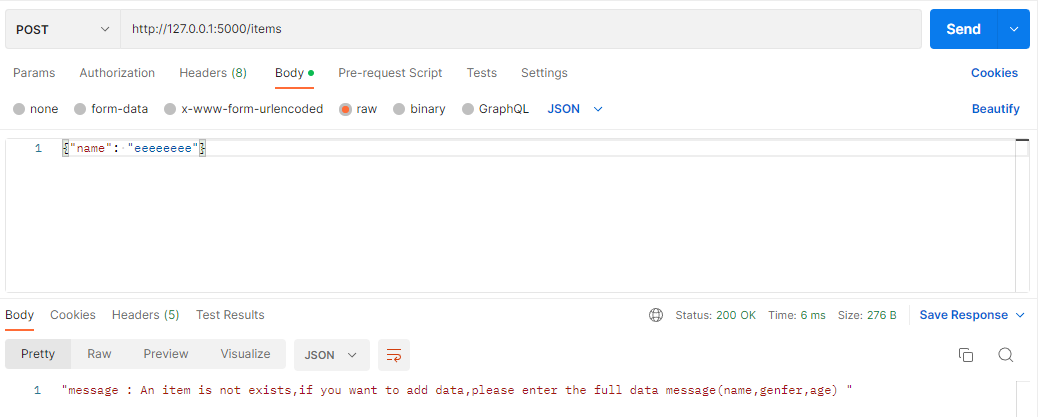 POST http://127.0.0.1:5000/items Send
Params Authorization Headers (8) Body Pre-request Script Tests Settings Cookies
none form-data x-www-form-urlencoded raw binary GraphQL JSON Beautify
1 {"name": "eeeeeeee"}
Body Cookies Headers (5) Test Results Status: 200 OK Time: 6 ms Size: 276 B Save Response
Pretty Raw Preview Visualize JSON
1 "message : An item is not exists,if you want to add data,please enter the full data message(name,genfer,age) "